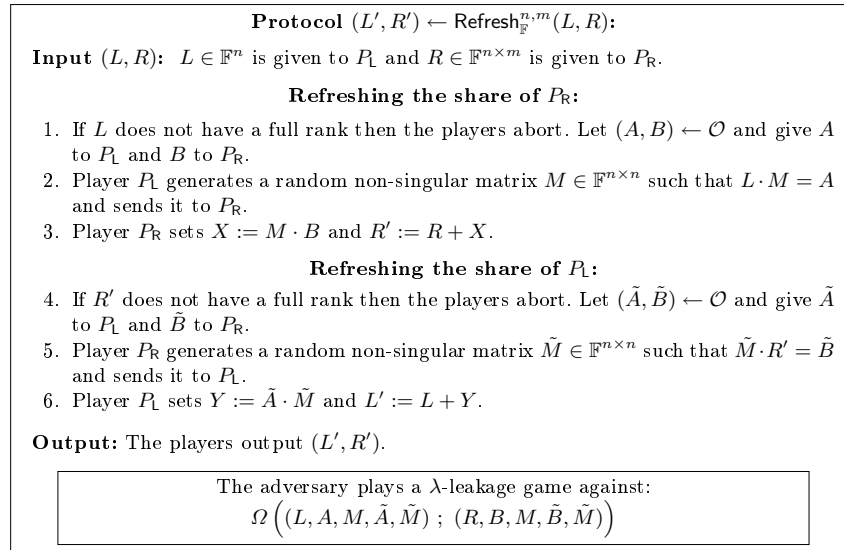 Protocol (L′, R′) ← Refresh_𝔽^{n,m}(L, R):
Input (L, R): L ∈ 𝔽^n is given to P_L and R ∈ 𝔽^{n×m} is given to P_R.
Refreshing the share of P_R:
1. If L does not have a full rank then the players abort. Let (A, B) ← 𝒪 and give A
to P_L and B to P_R.
2. Player P_L generates a random non-singular matrix M ∈ 𝔽^{n×n} such that L · M = A
and sends it to P_R.
3. Player P_R sets X := M · B and R′ := R + X.
Refreshing the share of P_L:
4. If R′ does not have a full rank then the players abort. Let (Ã, B̃) ← 𝒪 and give Ã
to P_L and B̃ to P_R.
5. Player P_R generates a random non-singular matrix M̃ ∈ 𝔽^{n×n} such that M̃ · R′ = B̃
and sends it to P_L.
6. Player P_L sets Y := Ã · M̃ and L′ := L + Y.
Output: The players output (L′, R′).
The adversary plays a λ-leakage game against:
Ω ((L, A, M, Ã, M̃) ; (R, B, M, B̃, M̃))